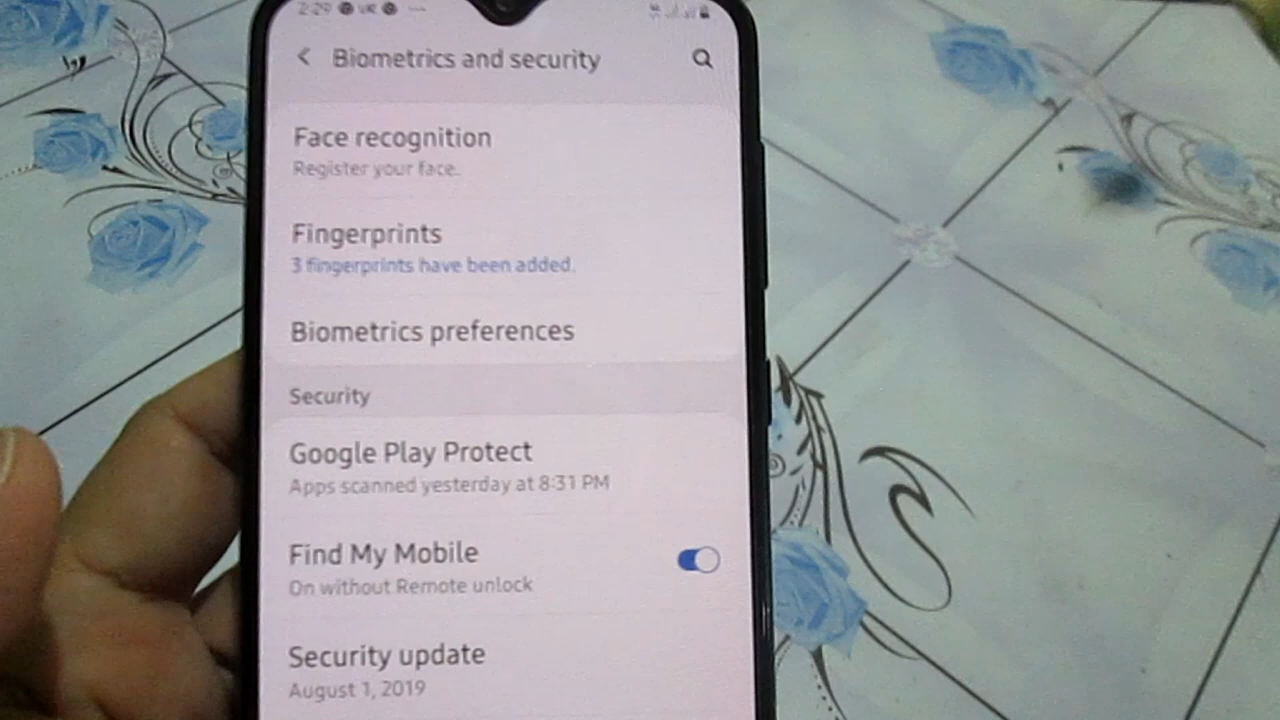 2:29
Biometrics and security
Face recognition
Register your face.
Fingerprints
3 fingerprints have been added.
Biometrics preferences
Security
Google Play Protect
Apps scanned yesterday at 8:31 PM
Find My Mobile
On without Remote unlock
Security update
August 1, 2019